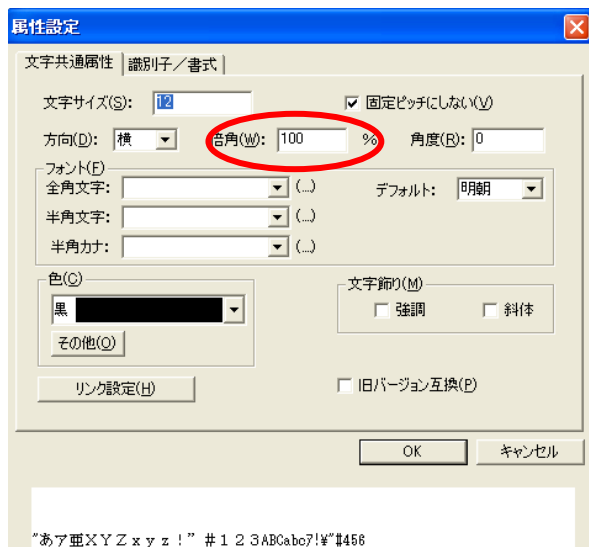 属性設定
文字共通属性 識別子/書式
文字サイズ(S): 12 固定ピッチにしない(V)
方向(D): 横 倍角(W): 100 % 角度(R): 0
フォント(F)
全角文字: (...) デフォルト: 明朝
半角文字: (...)
半角カナ: (...)
色(C) 文字飾り(M)
黒 強調 斜体
その他(O)
リンク設定(H) 旧バージョン互換(P)
OK キャンセル
"あア亜XYZxyz!"#123ABCabc7!¥"#456